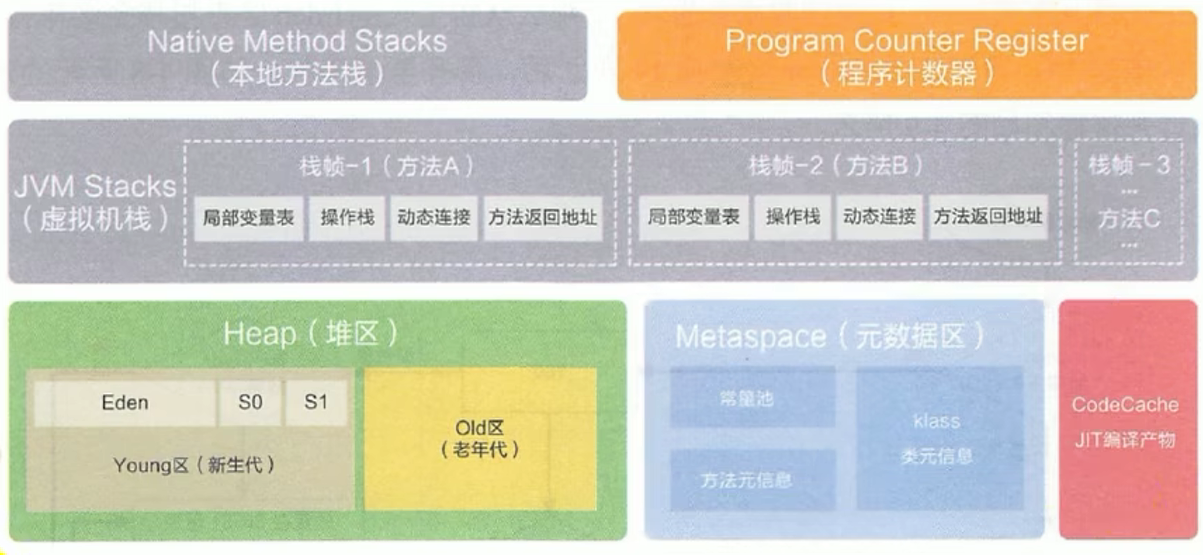 Native Method Stacks
（本地方法栈）
Program Counter Register
（程序计数器）
JVM Stacks
（虚拟机栈）
栈帧-1（方法A）
局部变量表
操作栈
动态连接
方法返回地址
栈帧-2（方法B）
局部变量表
操作栈
动态连接
方法返回地址
栈帧-3
...
方法C
...
Heap（堆区）
Eden
S0
S1
Young区（新生代）
Old区
（老年代）
Metaspace（元数据区）
常量池
方法元信息
klass
类元信息
CodeCache
JIT编译产物